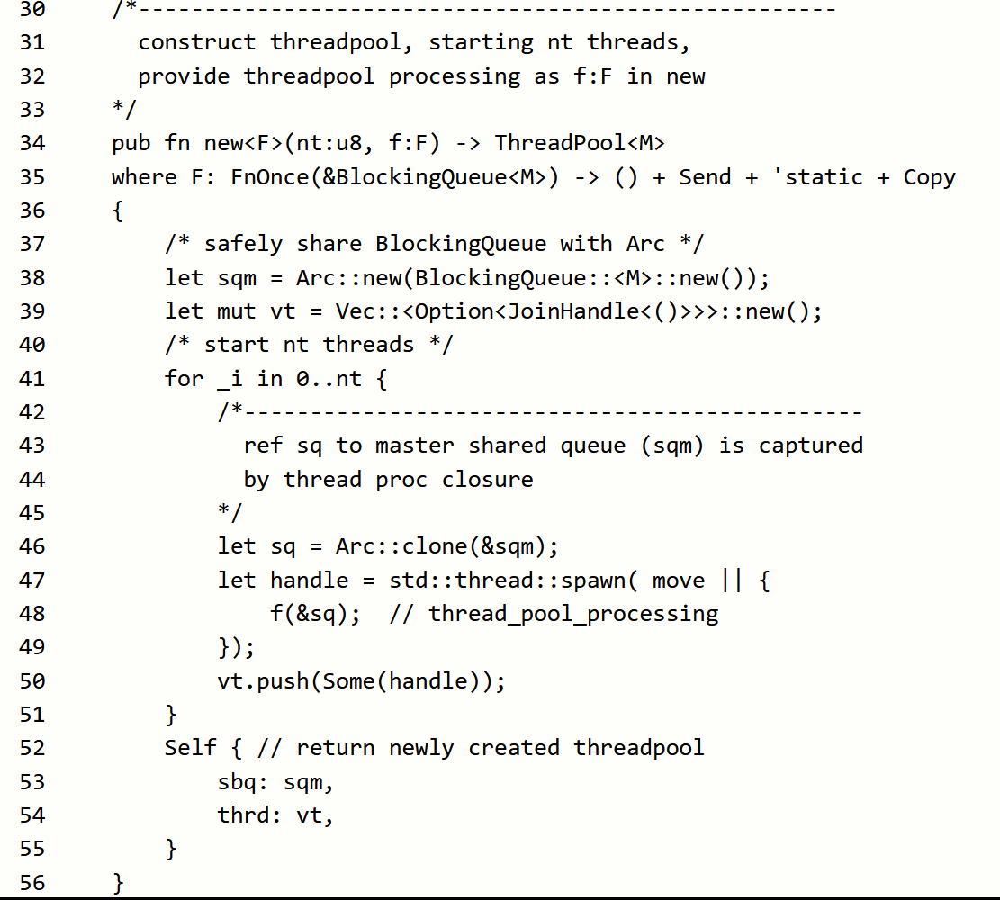 30     /*-----------------------------------------------------
31       construct threadpool, starting nt threads,
32       provide threadpool processing as f:F in new
33     */
34     pub fn new<F>(nt:u8, f:F) -> ThreadPool<M>
35     where F: FnOnce(&BlockingQueue<M>) -> () + Send + 'static + Copy
36     {
37         /* safely share BlockingQueue with Arc */
38         let sqm = Arc::new(BlockingQueue::<M>::new());
39         let mut vt = Vec::<Option<JoinHandle<()>>>::new();
40         /* start nt threads */
41         for _i in 0..nt {
42             /*-----------------------------------------------
43               ref sq to master shared queue (sqm) is captured
44               by thread proc closure
45             */
46             let sq = Arc::clone(&sqm);
47             let handle = std::thread::spawn( move || {
48                 f(&sq);  // thread_pool_processing
49             });
50             vt.push(Some(handle));
51         }
52         Self { // return newly created threadpool
53             sbq: sqm,
54             thrd: vt,
55         }
56     }